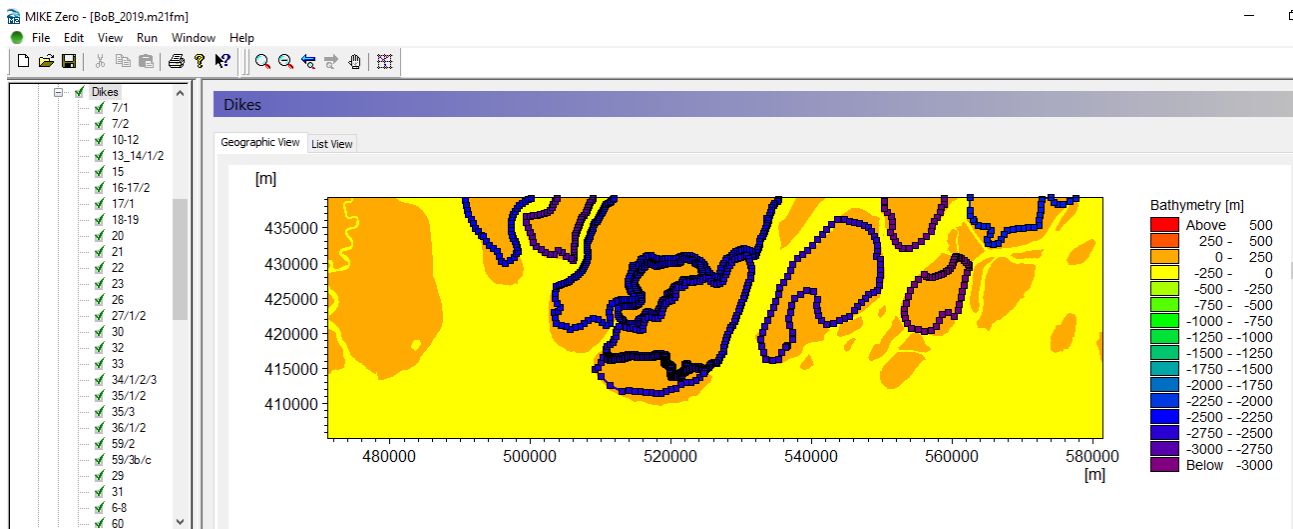 MIKE Zero - [BoB_2019.m21fm]
File Edit View Run Window Help
Dikes
7/1
7/2
10-12
13_14/1/2
15
16-17/2
17/1
18-19
20
21
22
23
26
27/1/2
30
32
33
34/1/2/3
35/1/2
35/3
36/1/2
59/2
59/3b/c
29
31
6-8
60
Dikes
Geographic View List View
[m]
435000
430000
425000
420000
415000
410000
480000 500000 520000 540000 560000 580000
[m]
Bathymetry [m]
Above 500
250 - 500
0 - 250
-250 - 0
-500 - -250
-750 - -500
-1000 - -750
-1250 - -1000
-1500 - -1250
-1750 - -1500
-2000 - -1750
-2250 - -2000
-2500 - -2250
-2750 - -2500
-3000 - -2750
Below -3000